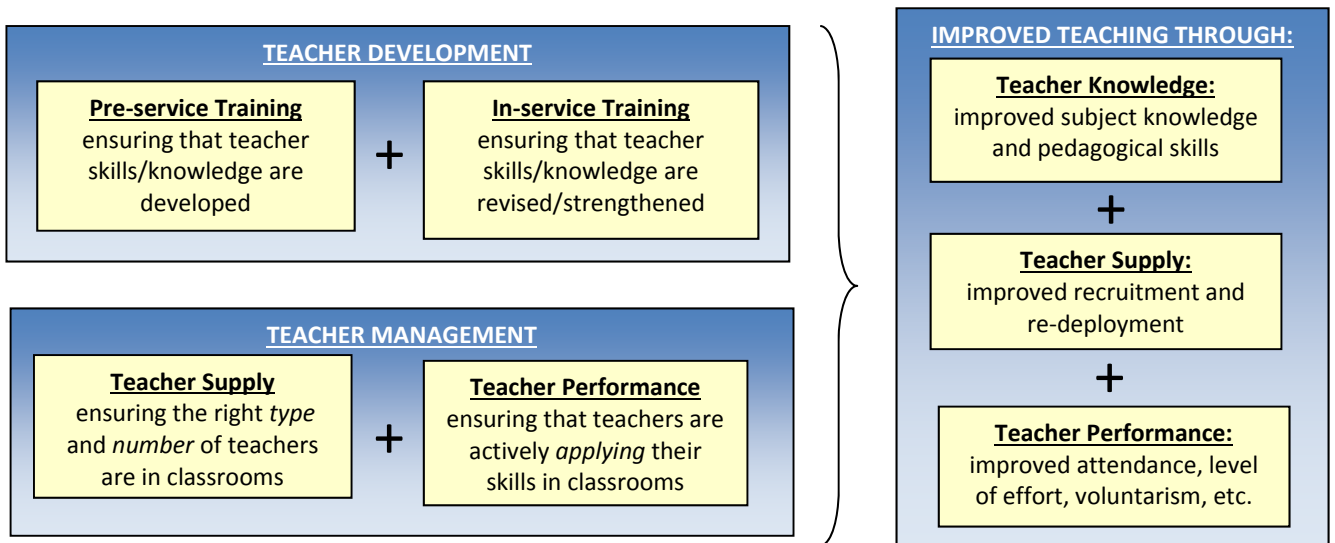 TEACHER DEVELOPMENT
Pre-service Training
ensuring that teacher
skills/knowledge are
developed
+
In-service Training
ensuring that teacher
skills/knowledge are
revised/strengthened
TEACHER MANAGEMENT
Teacher Supply
ensuring the right type
and number of teachers
are in classrooms
+
Teacher Performance
ensuring that teachers are
actively applying their
skills in classrooms
IMPROVED TEACHING THROUGH:
Teacher Knowledge:
improved subject knowledge
and pedagogical skills
+
Teacher Supply:
improved recruitment and
re-deployment
+
Teacher Performance:
improved attendance, level
of effort, voluntarism, etc.